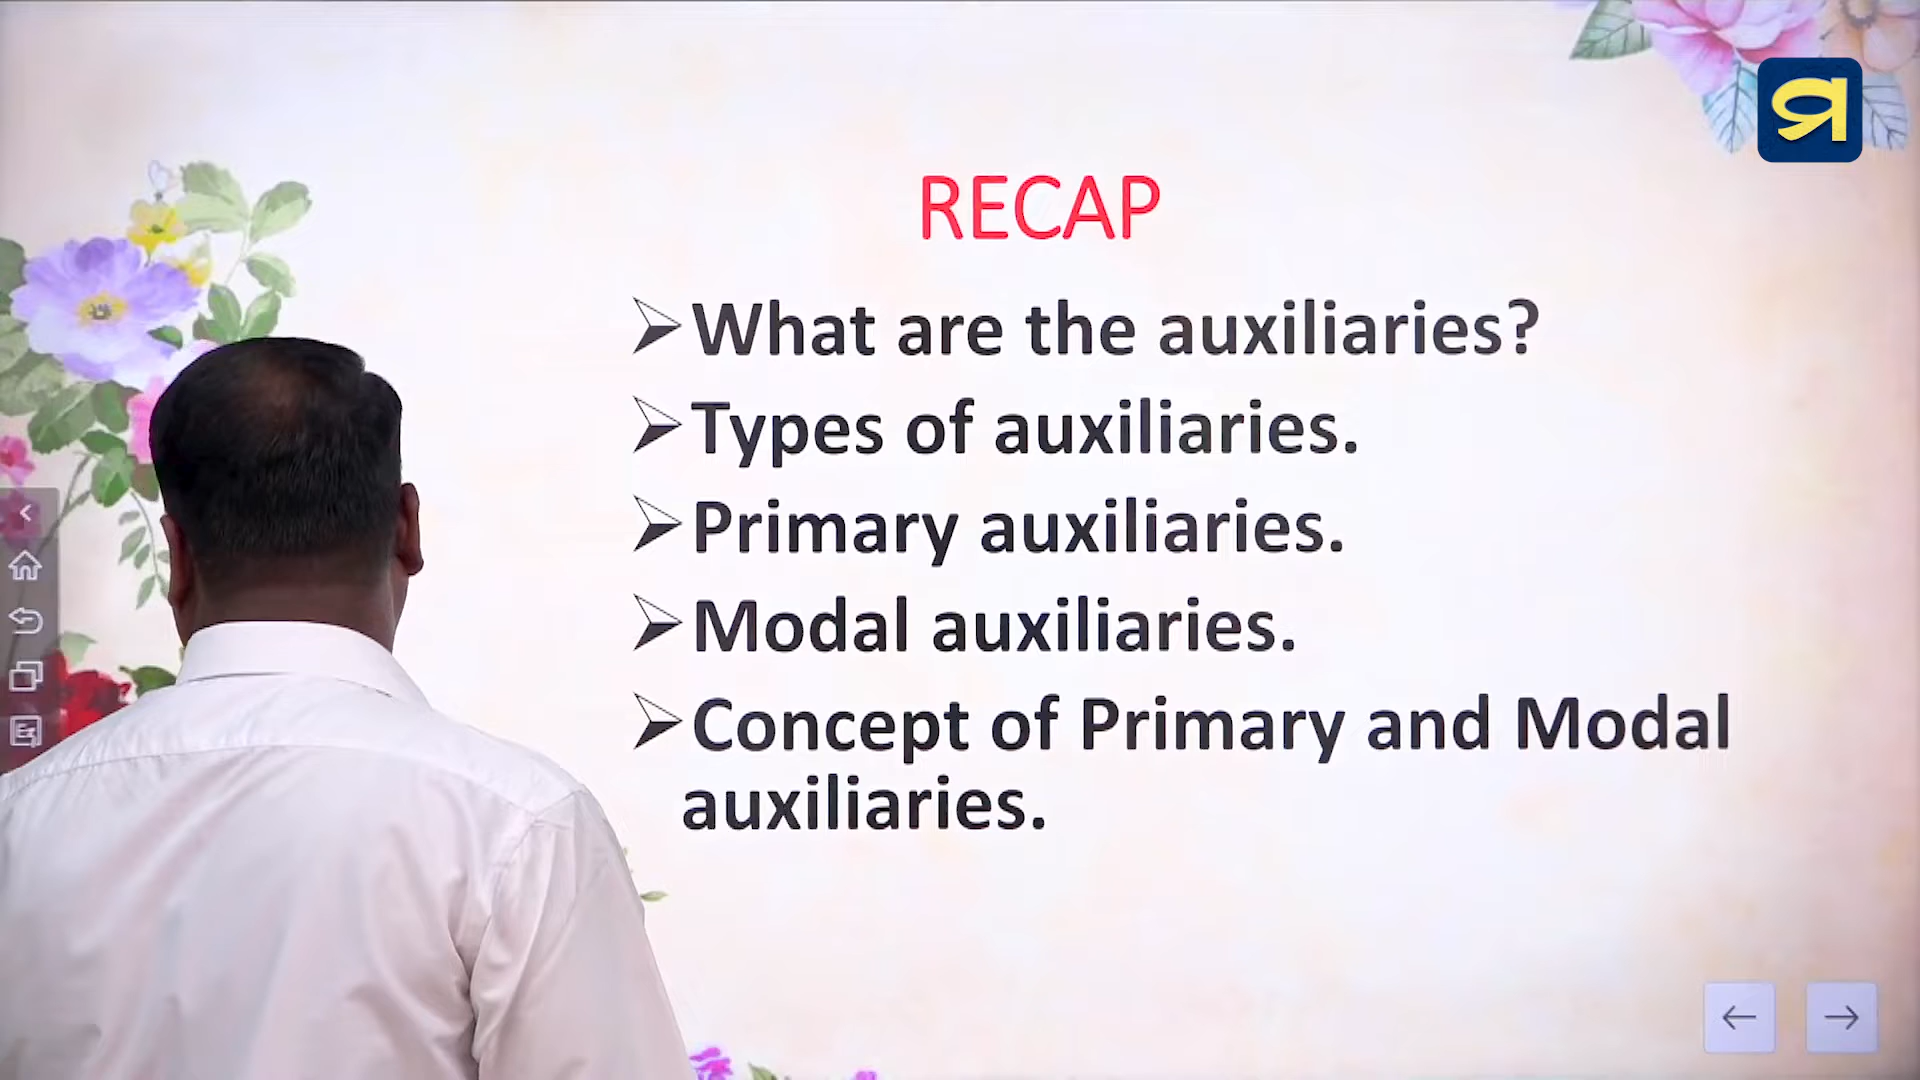 RECAP
➢What are the auxiliaries?
➢Types of auxiliaries.
➢Primary auxiliaries.
➢Modal auxiliaries.
➢Concept of Primary and Modal
auxiliaries.